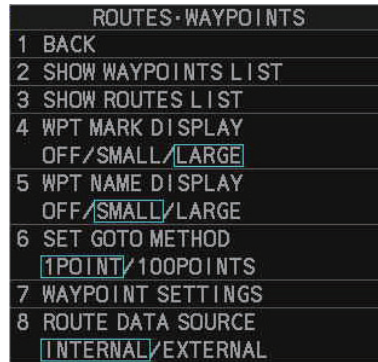 ROUTES·WAYPOINTS
1 BACK
2 SHOW WAYPOINTS LIST
3 SHOW ROUTES LIST
4 WPT MARK DISPLAY
OFF/SMALL/LARGE
5 WPT NAME DISPLAY
OFF/SMALL/LARGE
6 SET GOTO METHOD
1POINT/100POINTS
7 WAYPOINT SETTINGS
8 ROUTE DATA SOURCE
INTERNAL/EXTERNAL